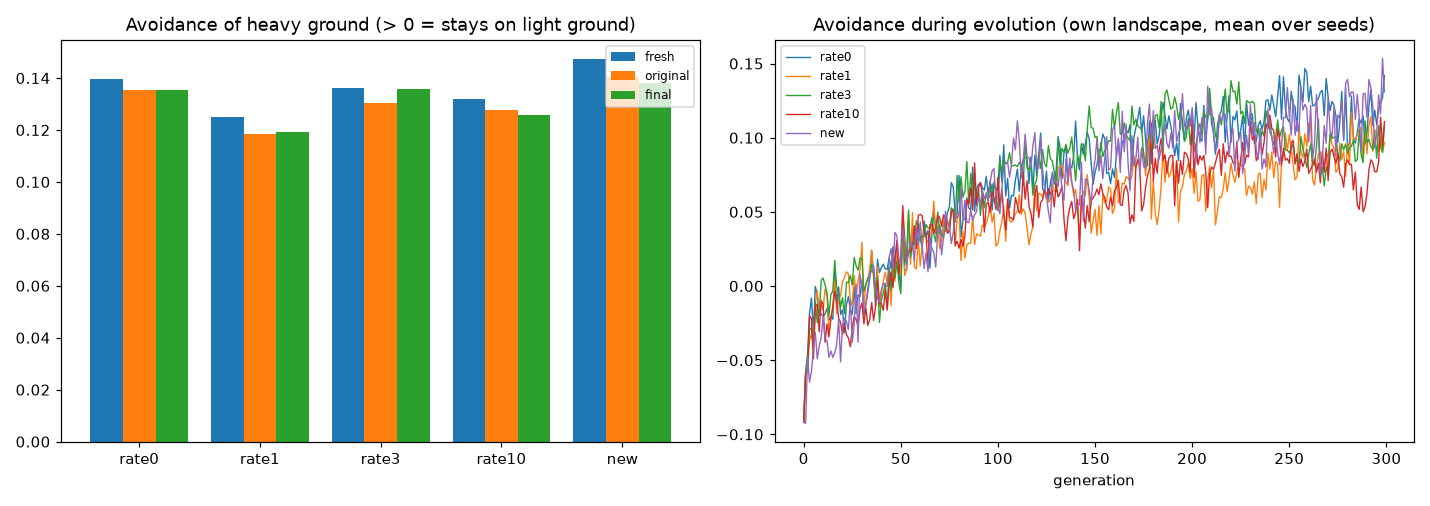 Avoidance of heavy ground (> 0 = stays on light ground)
0.14
0.12
0.10
0.08
0.06
0.04
0.02
0.00
fresh
original
final
rate0 rate1 rate3 rate10 new
Avoidance during evolution (own landscape, mean over seeds)
0.15
0.10
0.05
0.00
−0.05
−0.10
rate0
rate1
rate3
rate10
new
0 50 100 150 200 250 300
generation